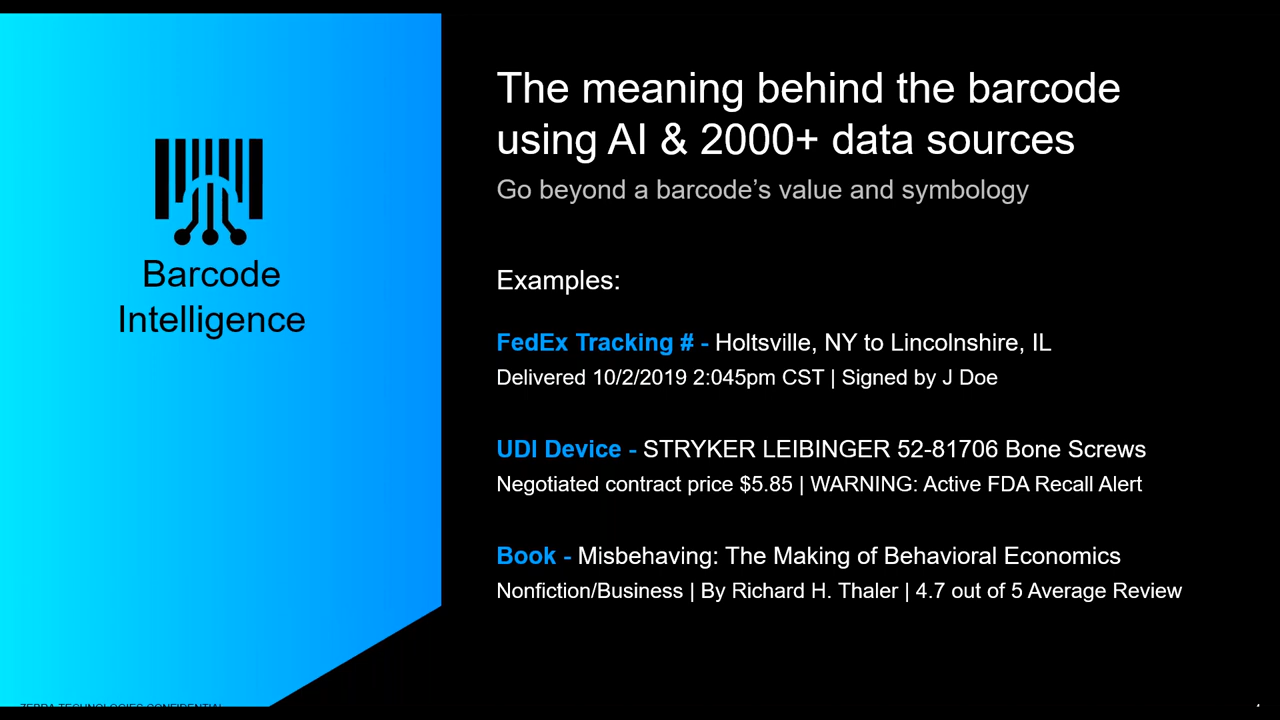 The meaning behind the barcode
using AI & 2000+ data sources
Go beyond a barcode's value and symbology
Barcode
Intelligence
Examples:
FedEx Tracking # - Holtsville, NY to Lincolnshire, IL
Delivered 10/2/2019 2:045pm CST | Signed by J Doe
UDI Device - STRYKER LEIBINGER 52-81706 Bone Screws
Negotiated contract price $5.85 | WARNING: Active FDA Recall Alert
Book - Misbehaving: The Making of Behavioral Economics
Nonfiction/Business | By Richard H. Thaler | 4.7 out of 5 Average Review
ZEBRA TECHNOLOGIES CONFIDENTIAL